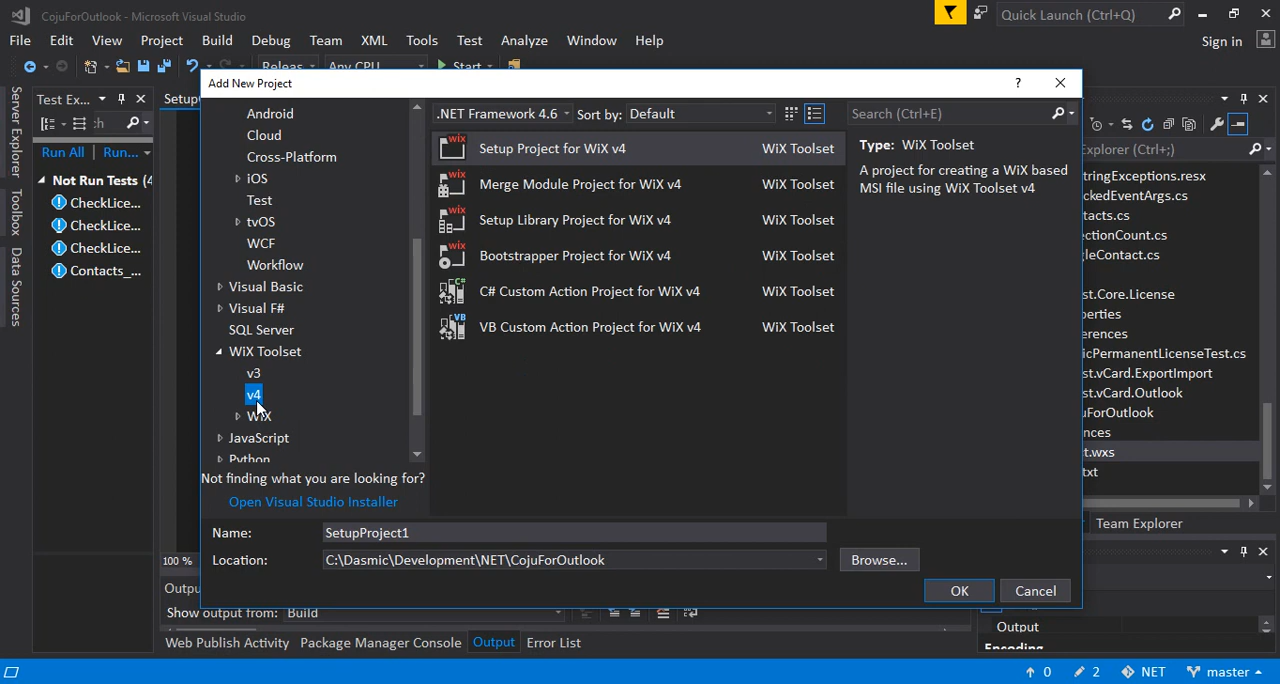 CojuForOutlook - Microsoft Visual Studio
Quick Launch (Ctrl+Q)
File Edit View Project Build Debug Team XML Tools Test Analyze Window Help
Sign in
Releas Any CPU Start
Server Explorer
Toolbox
Data Sources
Test Ex...
ch
Run All | Run...
Not Run Tests (4
CheckLice...
CheckLice...
CheckLice...
Contacts_...
Setup
100 %
Add New Project
?
Android
Cloud
Cross-Platform
iOS
Test
tvOS
WCF
Workflow
Visual Basic
Visual F#
SQL Server
WiX Toolset
v3
v4
WiX
JavaScript
Python
Not finding what you are looking for?
Open Visual Studio Installer
.NET Framework 4.6 Sort by: Default
Search (Ctrl+E)
wix Setup Project for WiX v4 WiX Toolset
wix Merge Module Project for WiX v4 WiX Toolset
wix Setup Library Project for WiX v4 WiX Toolset
wix Bootstrapper Project for WiX v4 WiX Toolset
C# C# Custom Action Project for WiX v4 WiX Toolset
VB VB Custom Action Project for WiX v4 WiX Toolset
Type: WiX Toolset
A project for creating a WiX based
MSI file using WiX Toolset v4
Name: SetupProject1
Location: C:\Dasmic\Development\NET\CojuForOutlook
Browse...
OK Cancel
Explorer (Ctrl+;)
tringExceptions.resx
ckedEventArgs.cs
tacts.cs
ectionCount.cs
gleContact.cs
st.Core.License
perties
erences
icPermanentLicenseTest.cs
st.vCard.ExportImport
st.vCard.Outlook
uForOutlook
nces
t.wxs
txt
Team Explorer
Output
Encoding
Outpu
Show output from: Build
Web Publish Activity Package Manager Console Output Error List
0 2 NET master